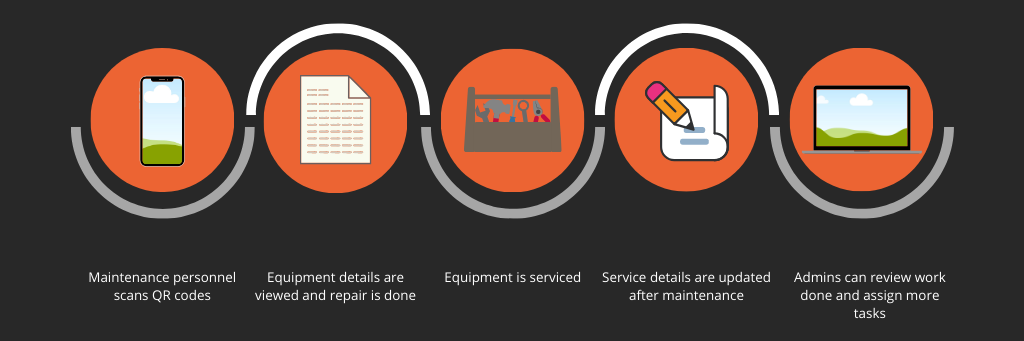 Maintenance personnel
scans QR codes
Equipment details are
viewed and repair is done
Equipment is serviced
Service details are updated
after maintenance
Admins can review work
done and assign more
tasks